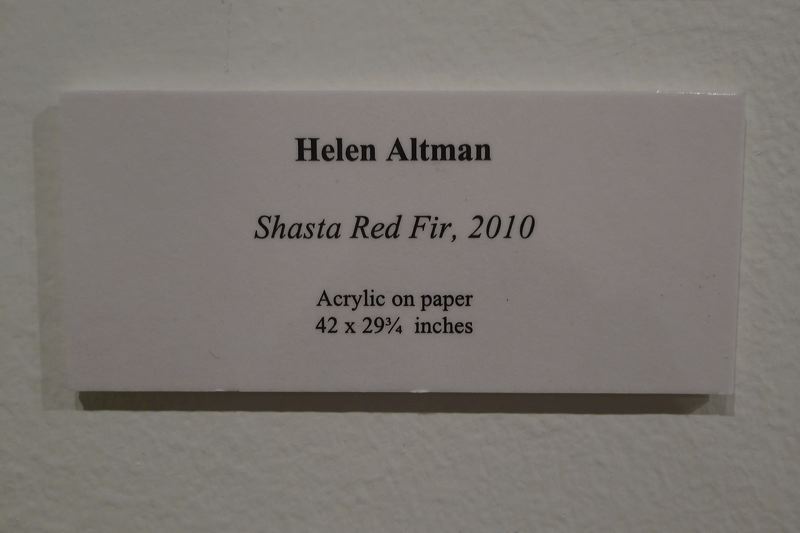 Helen Altman
Shasta Red Fir, 2010
Acrylic on paper
42 x 29¾ inches